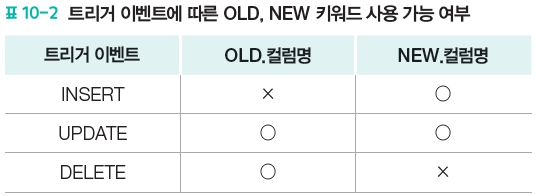 표 10-2 트리거 이벤트에 따른 OLD, NEW 키워드 사용 가능 여부
트리거 이벤트 OLD.컬럼명 NEW.컬럼명
INSERT × ○
UPDATE ○ ○
DELETE ○ ×